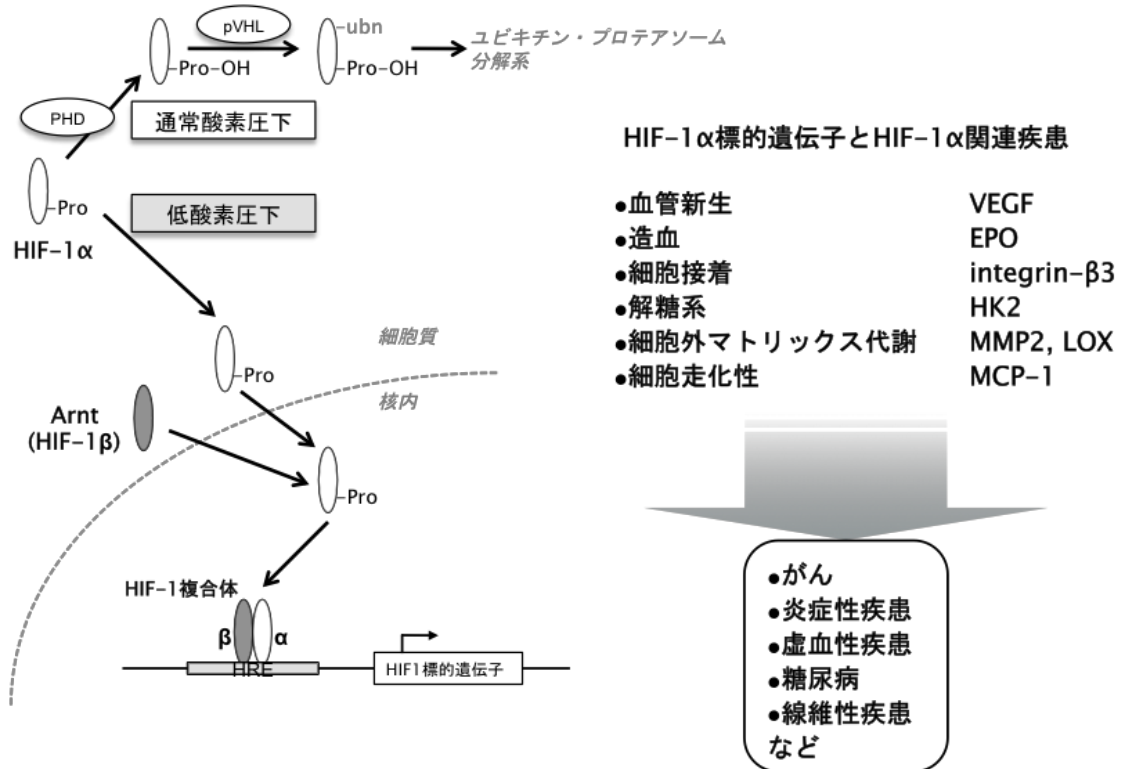 pVHL
-ubn
-Pro-OH
-Pro-OH
ユビキチン・プロテアソーム
分解系
PHD
通常酸素圧下
-Pro
HIF-1α
低酸素圧下
-Pro
細胞質
核内
Arnt
(HIF-1β)
-Pro
HIF-1複合体
β
α
HRE
HIF1標的遺伝子
HIF-1α標的遺伝子とHIF-1α関連疾患
●血管新生 VEGF
●造血 EPO
●細胞接着 integrin-β3
●解糖系 HK2
●細胞外マトリックス代謝 MMP2, LOX
●細胞走化性 MCP-1
●がん
●炎症性疾患
●虚血性疾患
●糖尿病
●線維性疾患
など